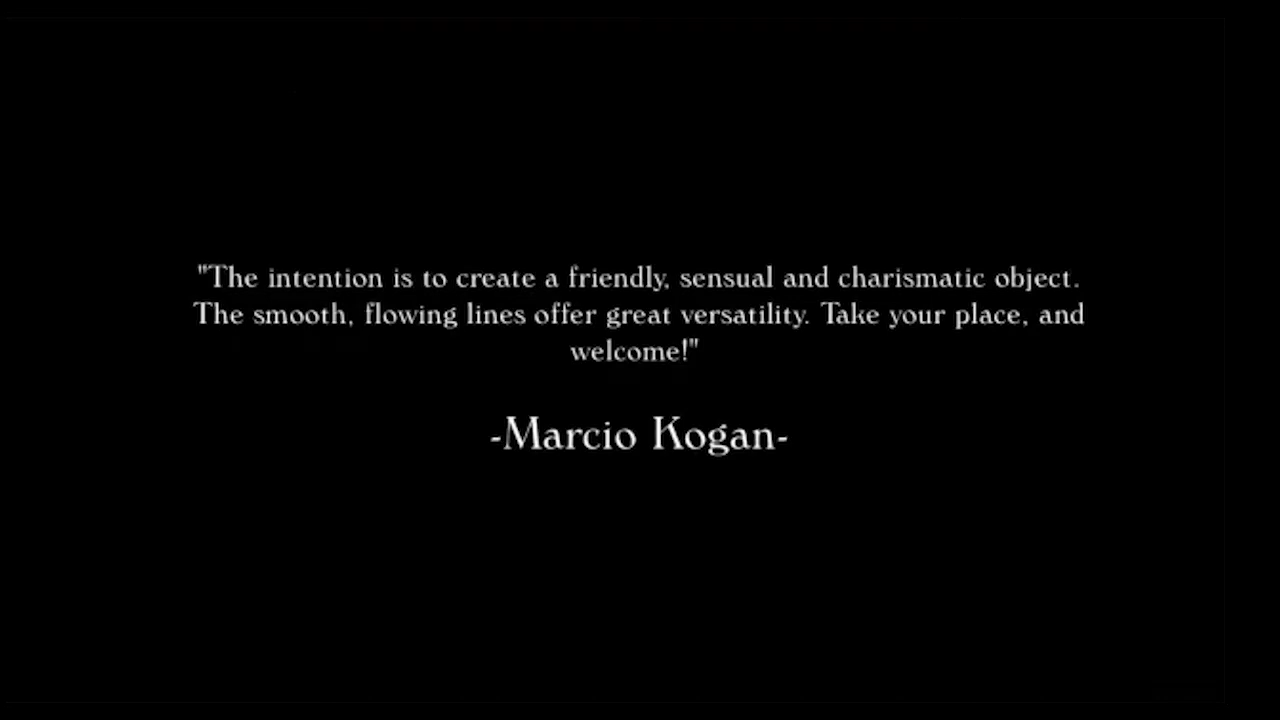 "The intention is to create a friendly, sensual and charismatic object.
The smooth, flowing lines offer great versatility. Take your place, and
welcome!"
-Marcio Kogan-